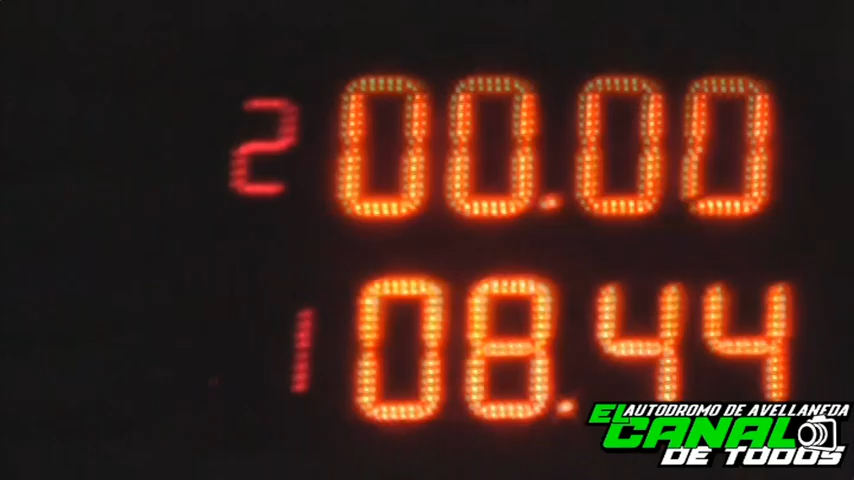 2 00.00
1 08.44
AUTODROMO DE AVELLANEDA
EL CANAL
DE TODOS